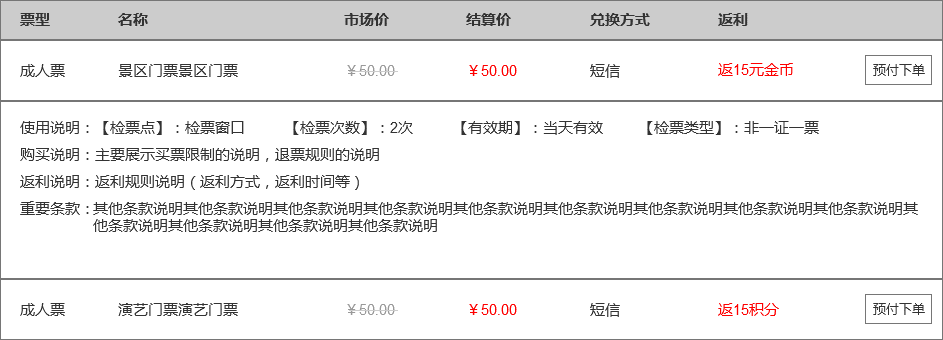 票型 名称 市场价 结算价 兑换方式 返利
成人票 景区门票景区门票 ￥50.00 ￥50.00 短信 返15元金币 预付下单
使用说明：【检票点】：检票窗口 【检票次数】：2次 【有效期】：当天有效 【检票类型】：非一证一票
购买说明：主要展示买票限制的说明，退票规则的说明
返利说明：返利规则说明（返利方式，返利时间等）
重要条款：其他条款说明其他条款说明其他条款说明其他条款说明其他条款说明其他条款说明其他条款说明其他条款说明其他条款说明其
他条款说明其他条款说明其他条款说明其他条款说明
成人票 演艺门票演艺门票 ￥50.00 ￥50.00 短信 返15积分 预付下单